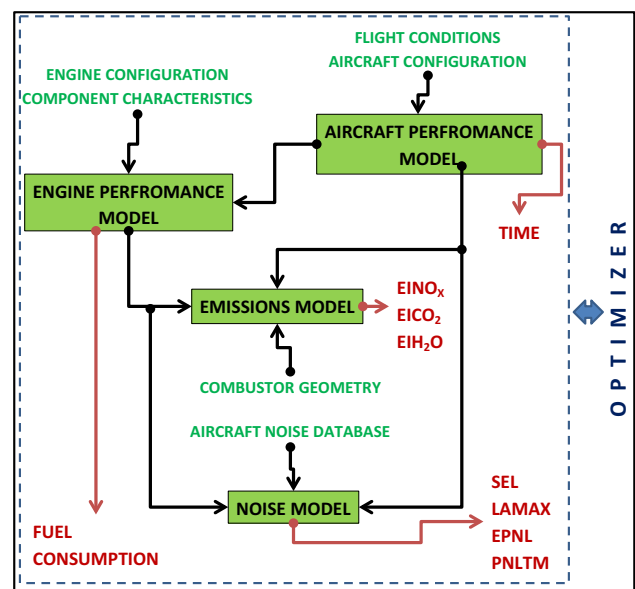 FLIGHT CONDITIONS
AIRCRAFT CONFIGURATION
ENGINE CONFIGURATION
COMPONENT CHARACTERISTICS
AIRCRAFT PERFROMANCE
MODEL
ENGINE PERFROMANCE
MODEL
TIME
EMISSIONS MODEL
EINOₓ
EICO₂
EIH₂O
COMBUSTOR GEOMETRY
AIRCRAFT NOISE DATABASE
NOISE MODEL
FUEL
CONSUMPTION
SEL
LAMAX
EPNL
PNLTM
OPTIMIZER